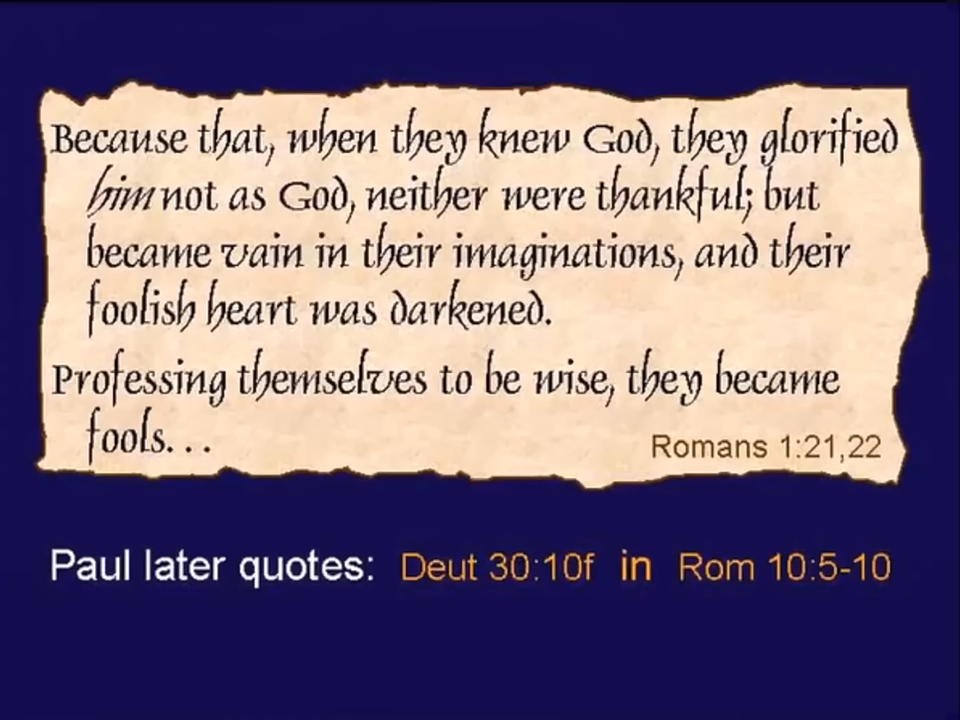 Because that, when they knew God, they glorified
him not as God, neither were thankful; but
became vain in their imaginations, and their
foolish heart was darkened.
Professing themselves to be wise, they became
fools. . .
Romans 1:21,22
Paul later quotes: Deut 30:10f in Rom 10:5-10